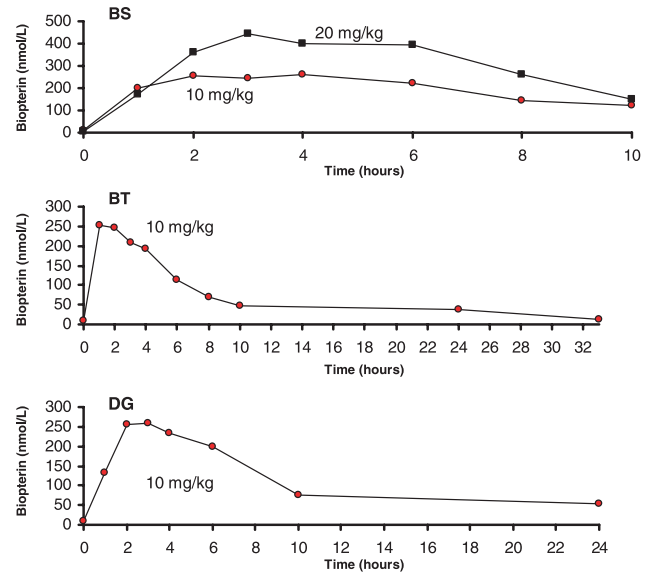 BS
Biopterin (nmol/L)
500
400
300
200
100
0
20 mg/kg
10 mg/kg
0 2 4 6 8 10
Time (hours)
BT
Biopterin (nmol/L)
300
250
200
150
100
50
0
10 mg/kg
0 2 4 6 8 10 12 14 16 18 20 22 24 26 28 30 32
Time (hours)
DG
Biopterin (nmol/L)
300
250
200
150
100
50
0
10 mg/kg
0 2 4 6 8 10 12 14 16 18 20 22 24
Time (hours)